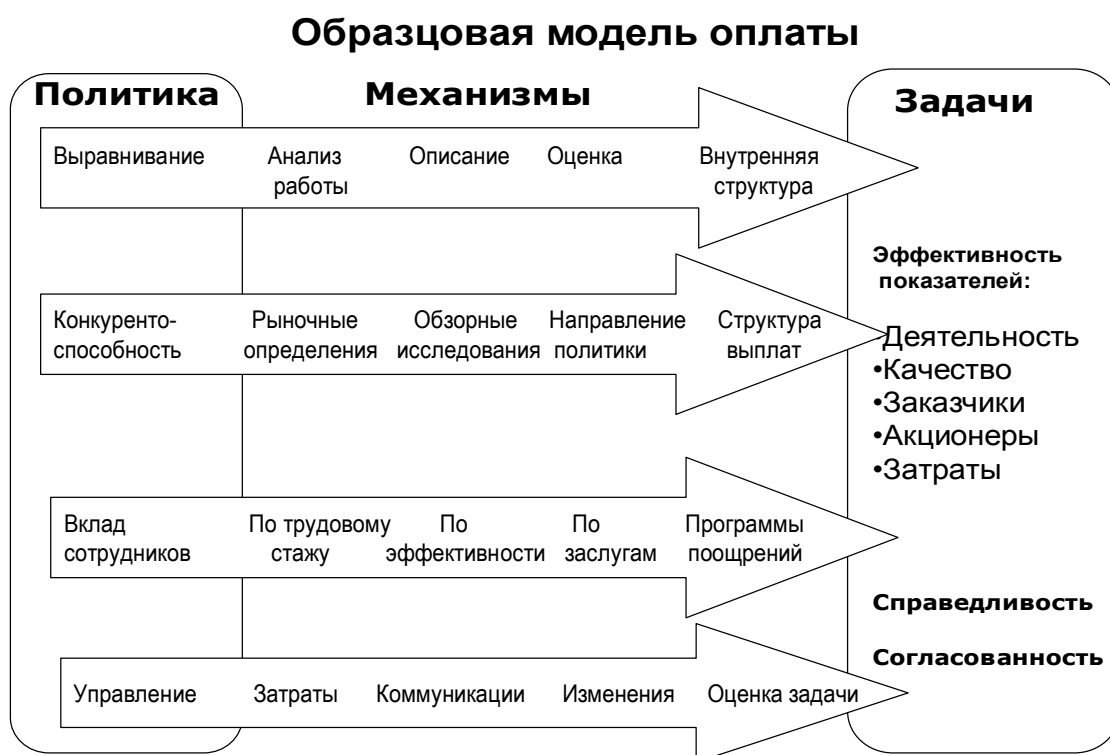 Образцовая модель оплаты
Политика Механизмы Задачи
Выравнивание Анализ работы Описание Оценка Внутренняя структура
Конкуренто-
способность
Рыночные
определения
Обзорные
исследования
Направление
политики
Структура
выплат
Вклад
сотрудников
По трудовому
стажу
По
эффективности
По
заслугам
Программы
поощрений
Управление Затраты Коммуникации Изменения Оценка задачи
Эффективность
показателей:
•Деятельность
•Качество
•Заказчики
•Акционеры
•Затраты
Справедливость
Согласованность